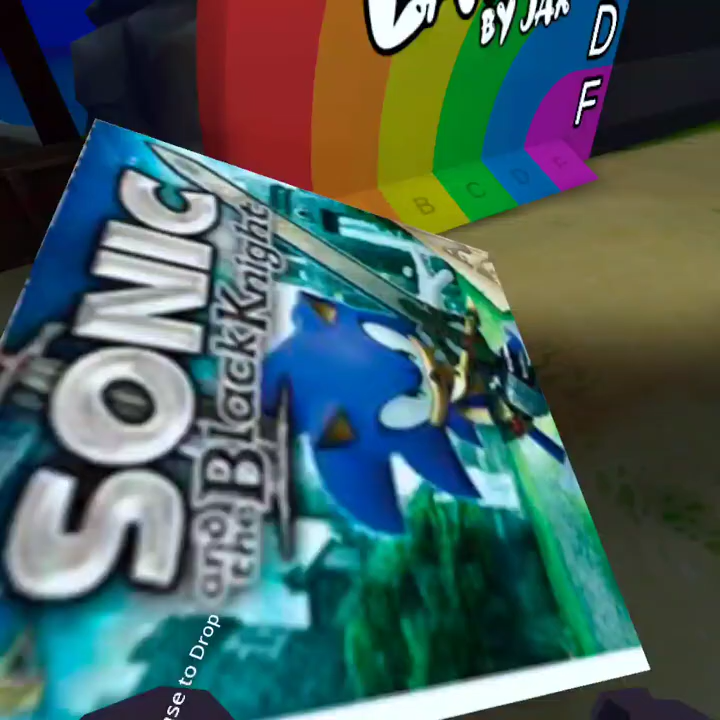 BY JAR
D
F
B
C
D
F
SONIC
and the
Black Knight
se to Drop